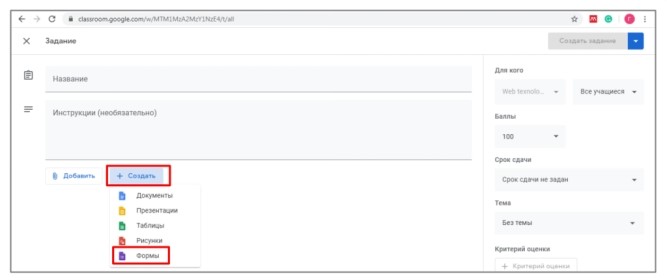 classroom.google.com/w/MTM1MzA2MzY1NzE4/t/all
Задание
Создать задание
Название
Инструкции (необязательно)
Добавить
+ Создать
Документы
Презентации
Таблицы
Рисунки
Формы
Для кого
Web texnolo...
Все учащиеся
Баллы
100
Срок сдачи
Срок сдачи не задан
Тема
Без темы
Критерий оценки
+ Критерий оценки